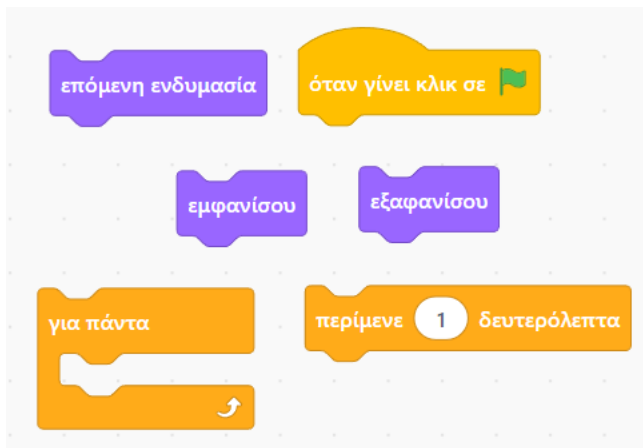 επόμενη ενδυμασία
όταν γίνει κλικ σε
εμφανίσου
εξαφανίσου
για πάντα
περίμενε 1 δευτερόλεπτα